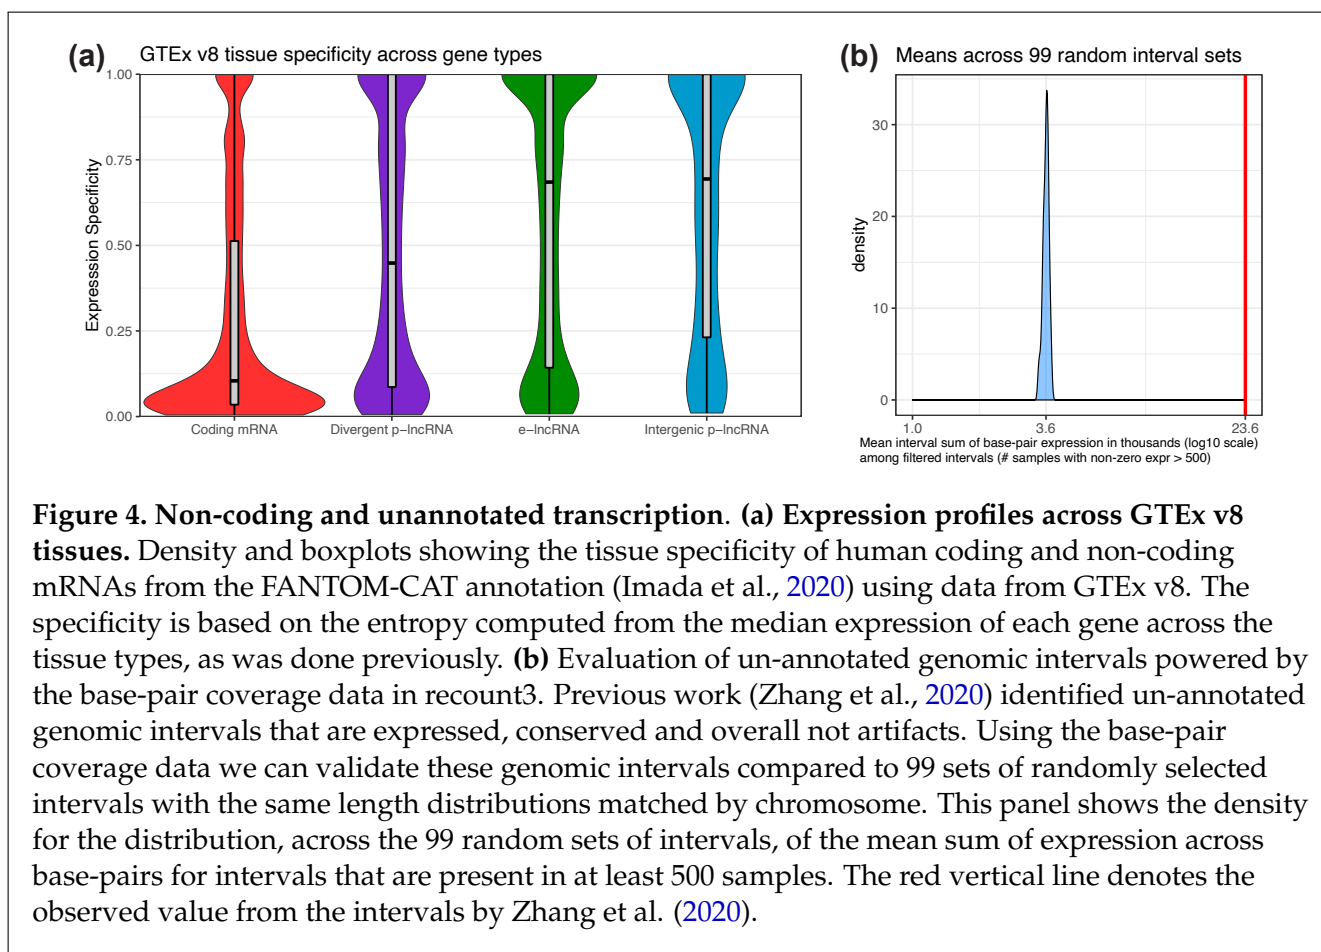 (a)
GTEx v8 tissue specificity across gene types
1.00
0.75
0.50
0.25
0.00
Expresssion Specificity
Coding mRNA
Divergent p−lncRNA
e−lncRNA
Intergenic p−lncRNA
(b)
Means across 99 random interval sets
30
20
10
0
density
1.0
3.6
23.6
Mean interval sum of base−pair expression in thousands (log10 scale)
among filtered intervals (# samples with non−zero expr > 500)
Figure 4. Non-coding and unannotated transcription. (a) Expression profiles across GTEx v8
tissues. Density and boxplots showing the tissue specificity of human coding and non-coding
mRNAs from the FANTOM-CAT annotation (Imada et al., 2020) using data from GTEx v8. The
specificity is based on the entropy computed from the median expression of each gene across the
tissue types, as was done previously. (b) Evaluation of un-annotated genomic intervals powered by
the base-pair coverage data in recount3. Previous work (Zhang et al., 2020) identified un-annotated
genomic intervals that are expressed, conserved and overall not artifacts. Using the base-pair
coverage data we can validate these genomic intervals compared to 99 sets of randomly selected
intervals with the same length distributions matched by chromosome. This panel shows the density
for the distribution, across the 99 random sets of intervals, of the mean sum of expression across
base-pairs for intervals that are present in at least 500 samples. The red vertical line denotes the
observed value from the intervals by Zhang et al. (2020).